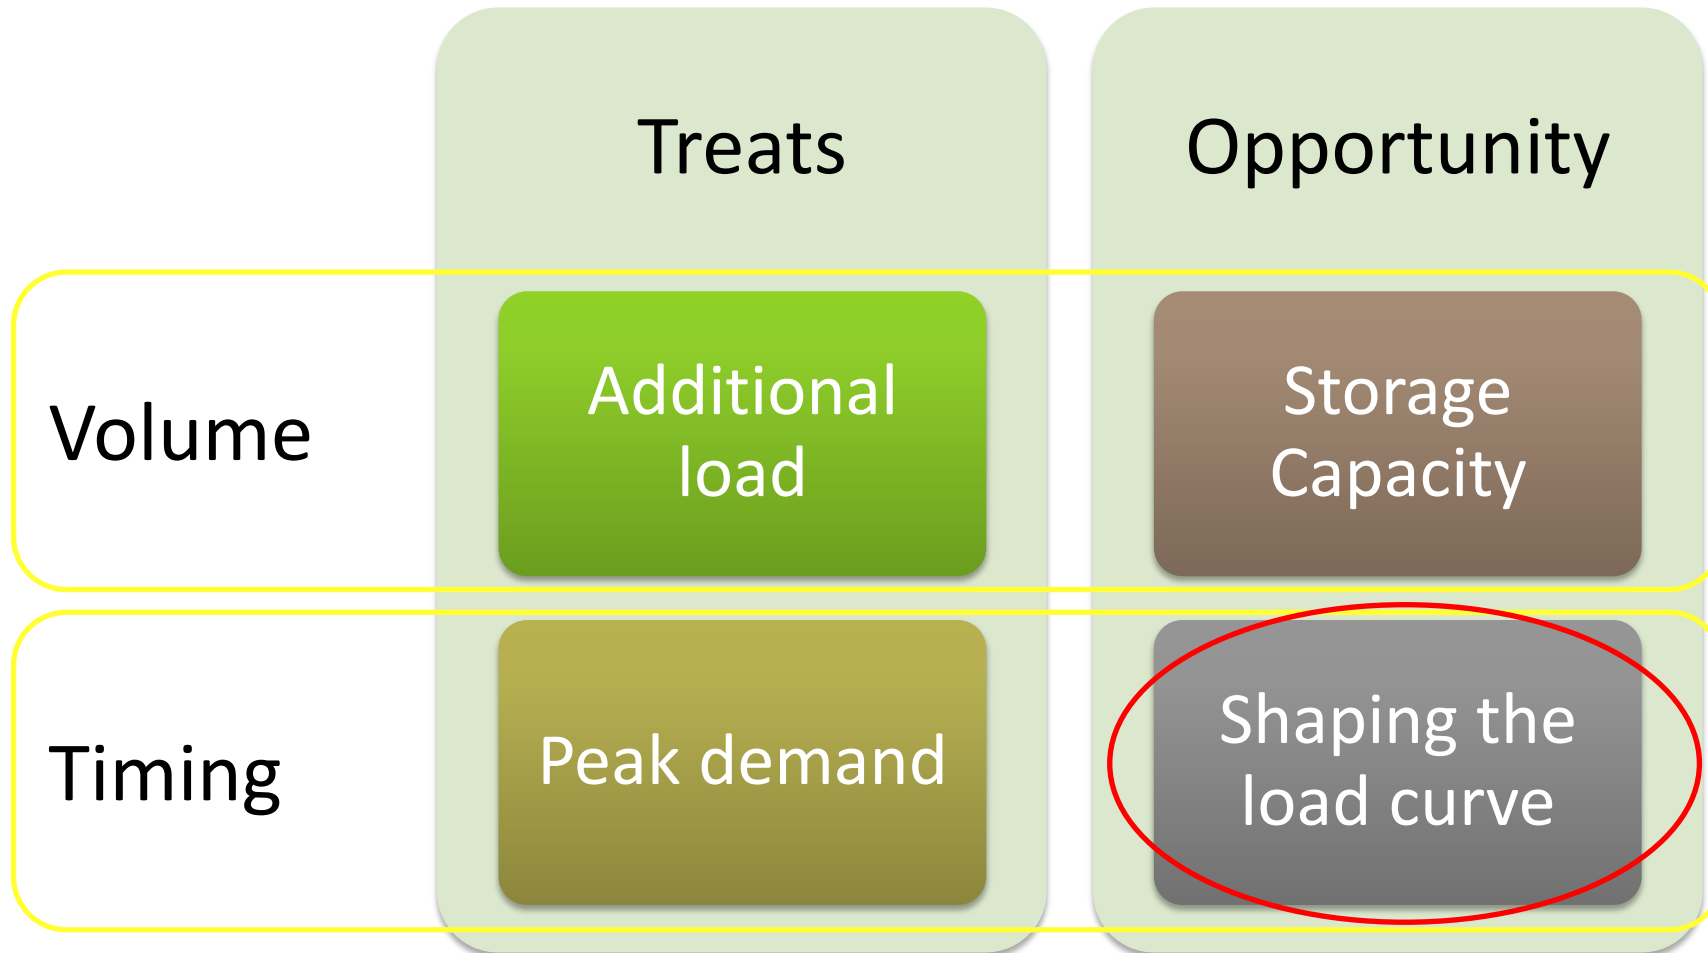 Treats
Opportunity
Volume
Additional
load
Storage
Capacity
Timing
Peak demand
Shaping the
load curve